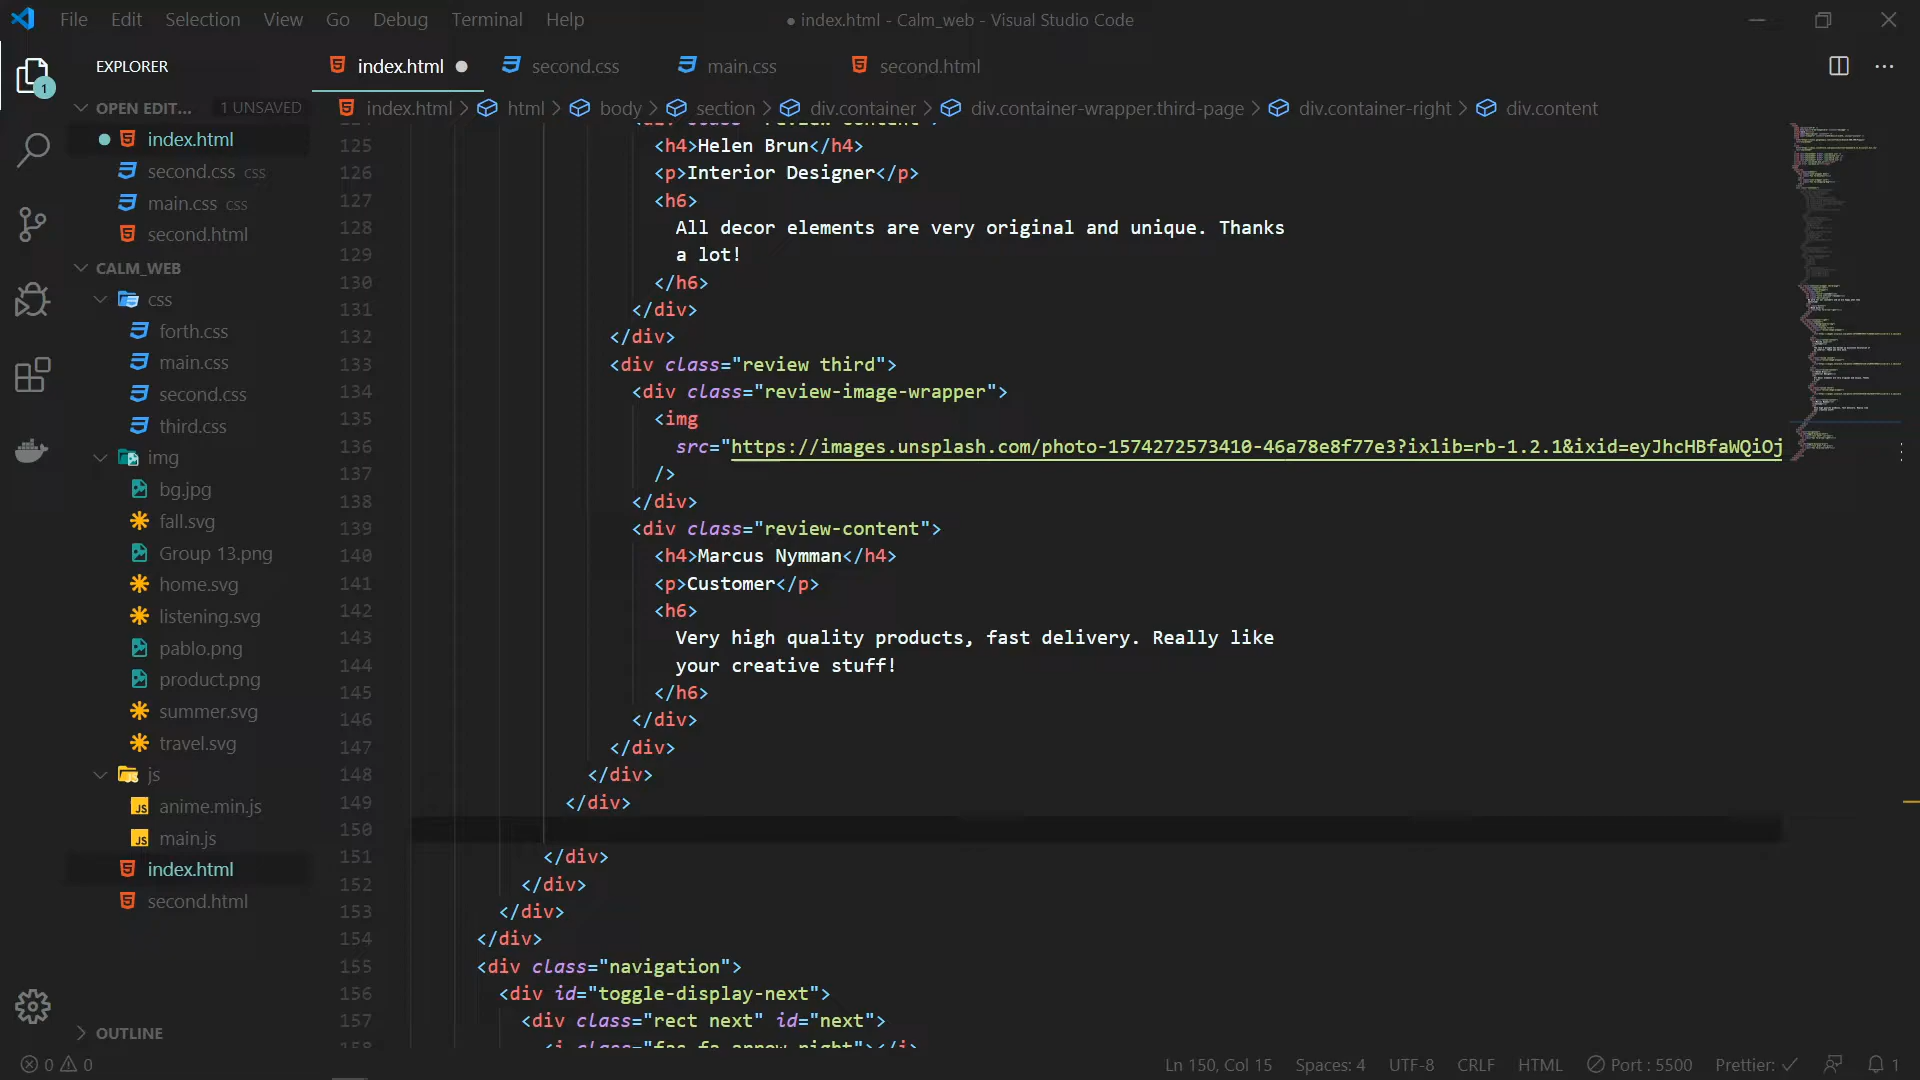 File Edit Selection View Go Debug Terminal Help
● index.html - Calm_web - Visual Studio Code
EXPLORER
1
OPEN EDIT... 1 UNSAVED
index.html
second.css css
main.css css
second.html
CALM_WEB
css
forth.css
main.css
second.css
third.css
img
bg.jpg
fall.svg
Group 13.png
home.svg
listening.svg
pablo.png
product.png
summer.svg
travel.svg
js
anime.min.js
main.js
index.html
second.html
OUTLINE
index.html ● second.css main.css second.html
index.html > html > body > section > div.container > div.container-wrapper.third-page > div.container-right > div.content
125 <h4>Helen Brun</h4>
126 <p>Interior Designer</p>
127 <h6>
128 All decor elements are very original and unique. Thanks
129 a lot!
130 </h6>
131 </div>
132 </div>
133 <div class="review third">
134 <div class="review-image-wrapper">
135 <img
136 src="https://images.unsplash.com/photo-1574272573410-46a78e8f77e3?ixlib=rb-1.2.1&ixid=eyJhcHBfaWQiOj
137 />
138 </div>
139 <div class="review-content">
140 <h4>Marcus Nymman</h4>
141 <p>Customer</p>
142 <h6>
143 Very high quality products, fast delivery. Really like
144 your creative stuff!
145 </h6>
146 </div>
147 </div>
148 </div>
149 </div>
150
151 </div>
152 </div>
153 </div>
154 </div>
155 <div class="navigation">
156 <div id="toggle-display-next">
157 <div class="rect next" id="next">
158 <i class="fas fa-arrow-right"></i>
0 0 Ln 150, Col 15 Spaces: 4 UTF-8 CRLF HTML Port : 5500 Prettier: ✓ 1